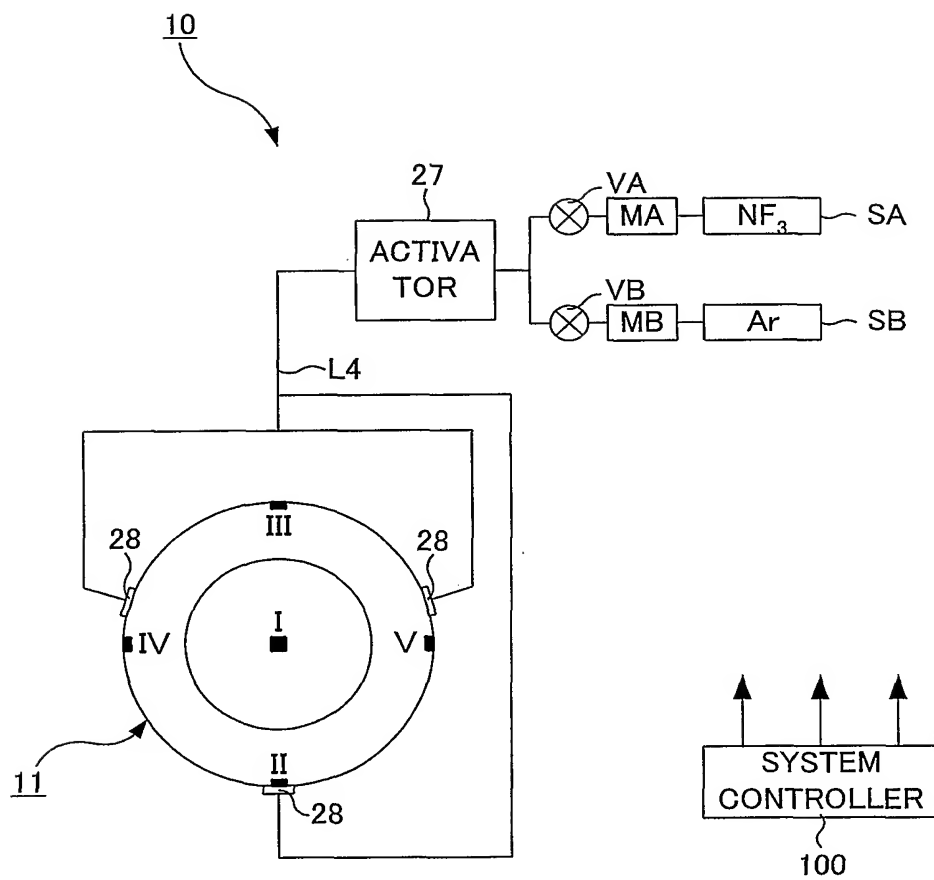 10
27
VA
ACTIVA
TOR
MA
NF3
SA
VB
MB
Ar
SB
L4
III
28
28
I
IV
V
II
28
11
SYSTEM
CONTROLLER
100